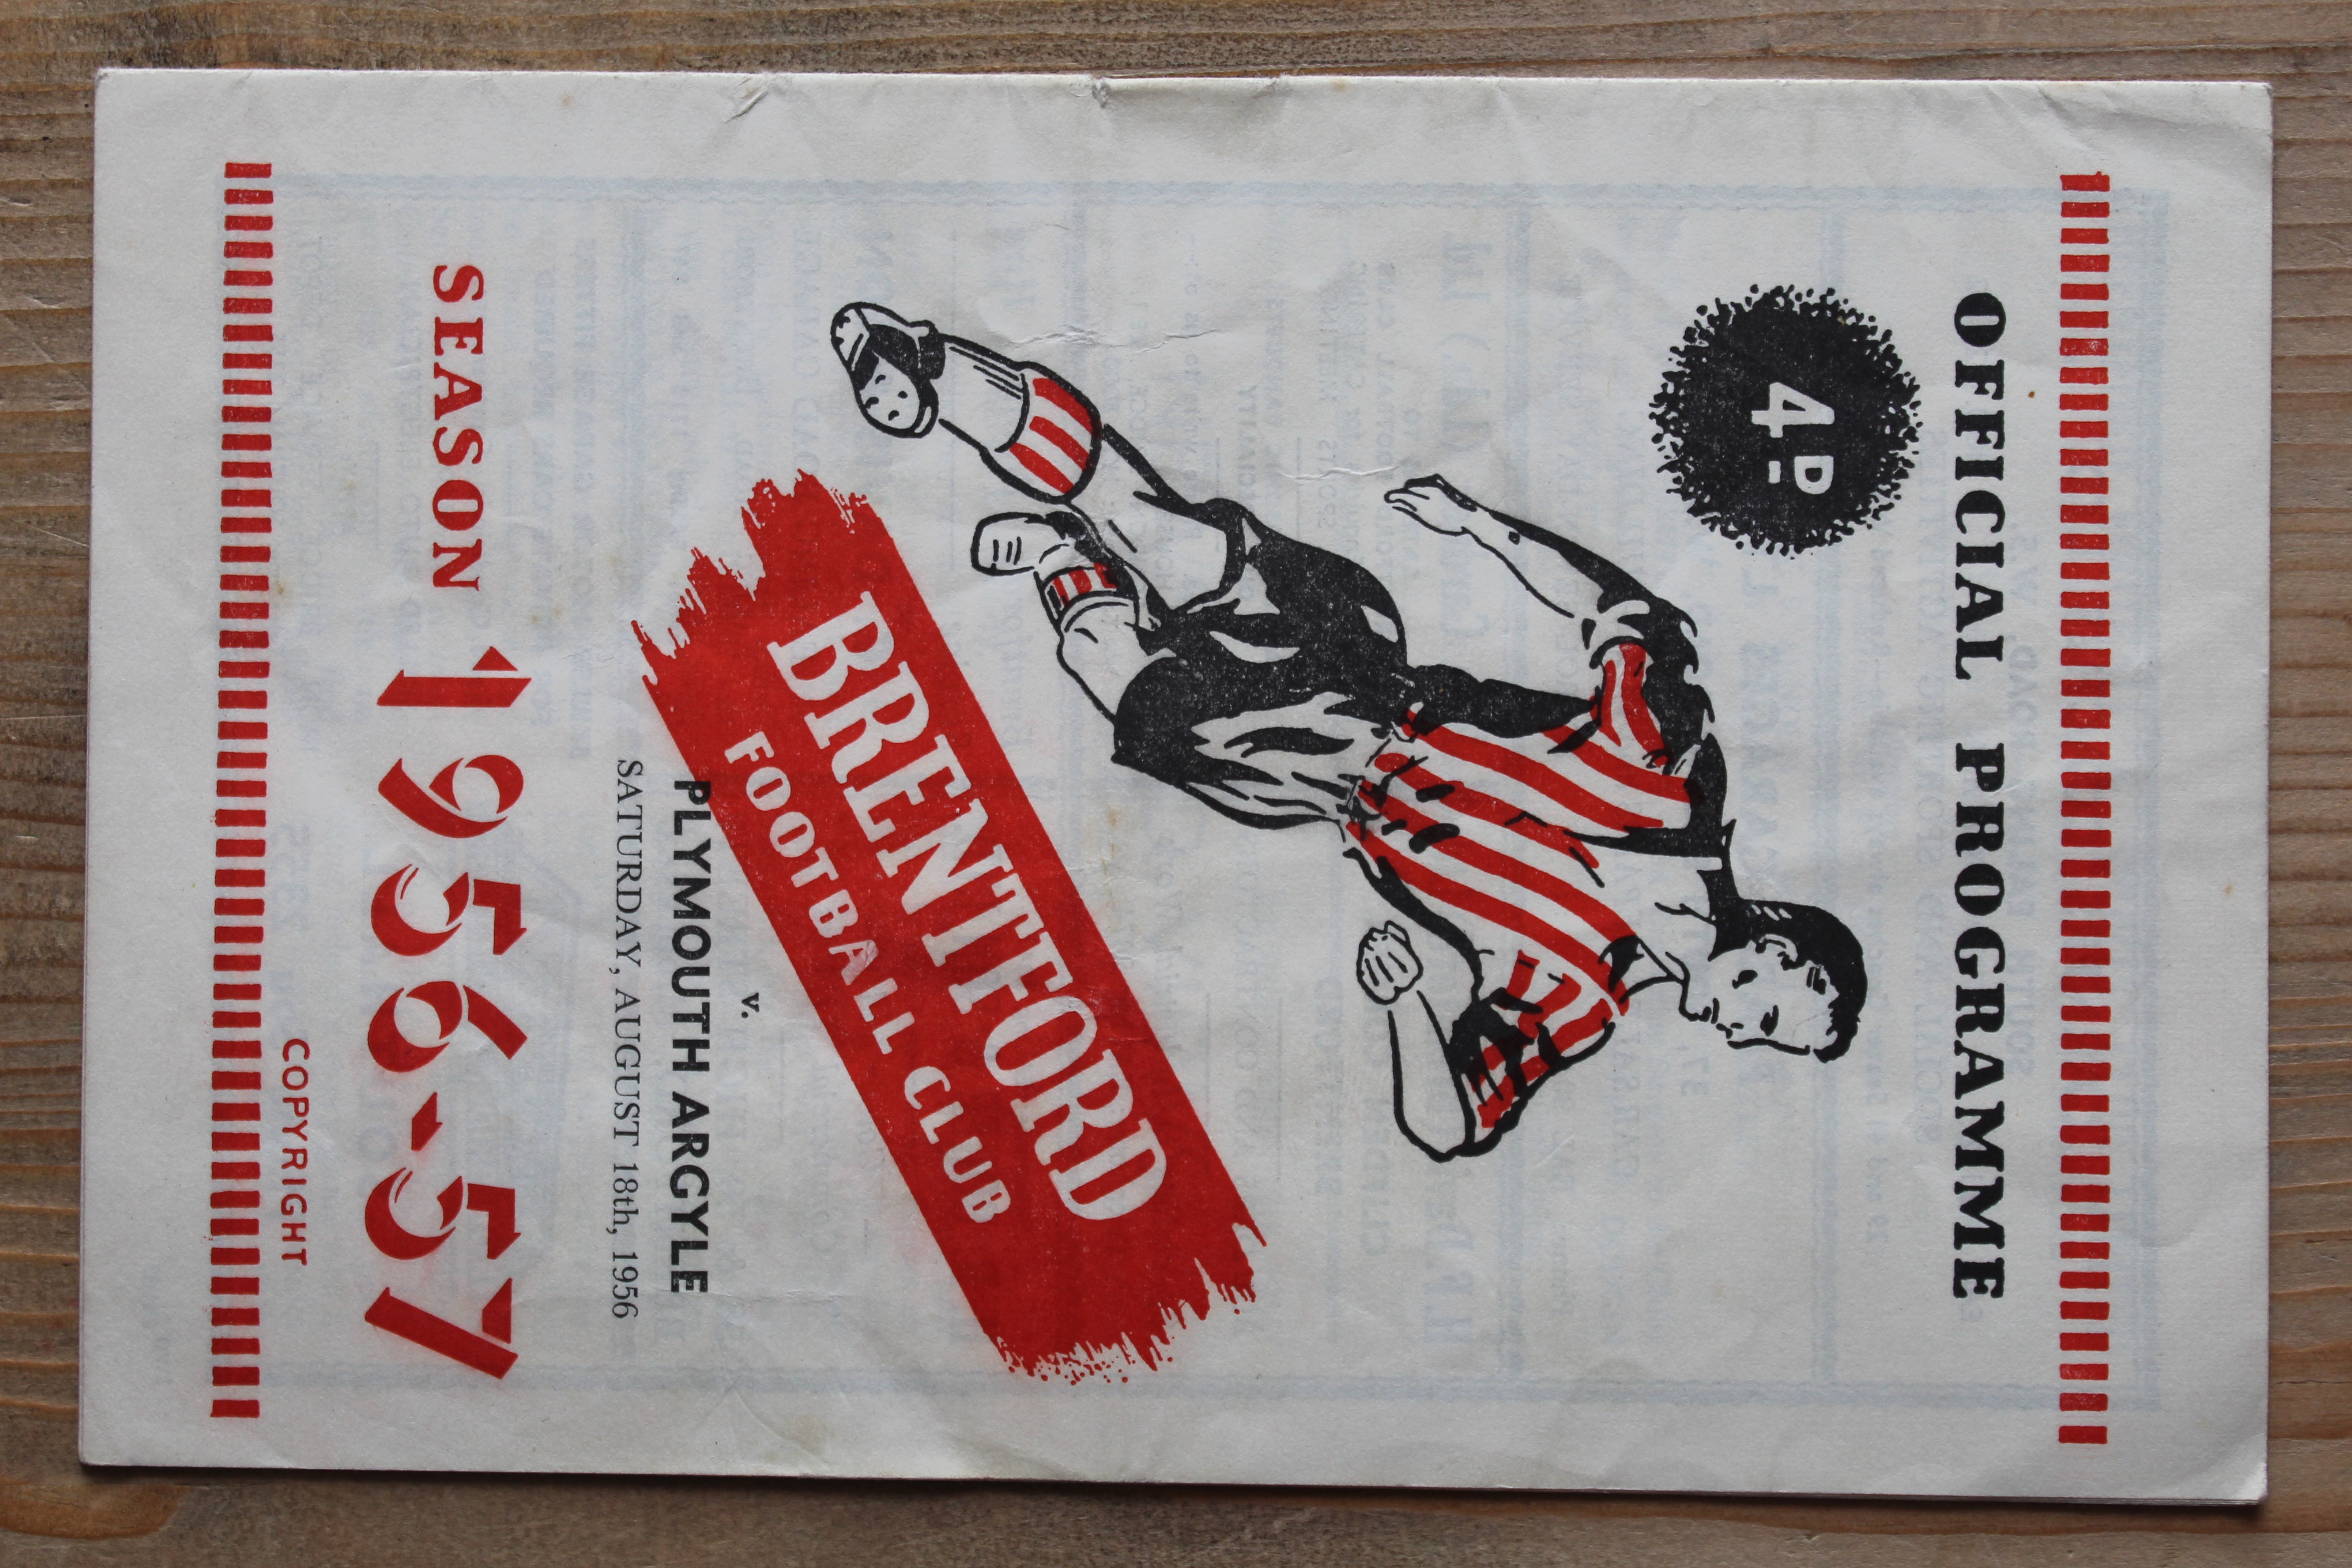 OFFICIAL PROGRAMME
4D
BRENTFORD
FOOTBALL CLUB
v.
PLYMOUTH ARGYLE
SATURDAY, AUGUST 18th, 1956
SEASON 1956-57
COPYRIGHT